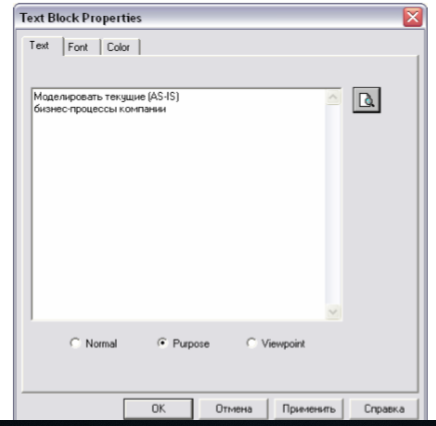 Text Block Properties
Text Font Color
Моделировать текущие (AS-IS)
бизнес-процессы компании
Normal Purpose Viewpoint
OK Отмена Применить Справка